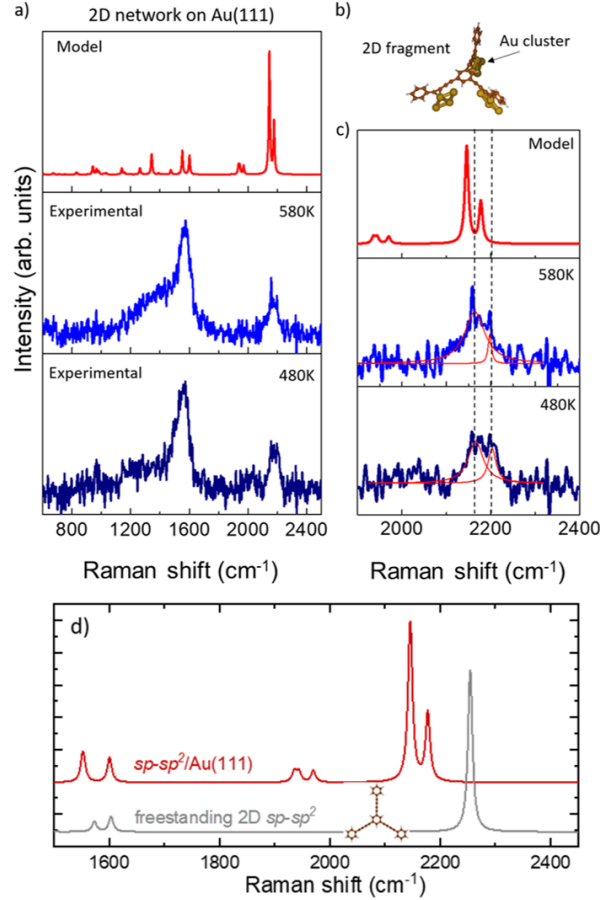 a)
2D network on Au(111)
Model
Experimental
580K
Experimental
480K
Intensity (arb. units)
800
1200
1600
2000
2400
Raman shift (cm-1)
b)
2D fragment
Au cluster
c)
Model
580K
480K
2000
2200
2400
Raman shift (cm-1)
d)
sp-sp2/Au(111)
freestanding 2D sp-sp2
1600
1800
2000
2200
2400
Raman shift (cm-1)